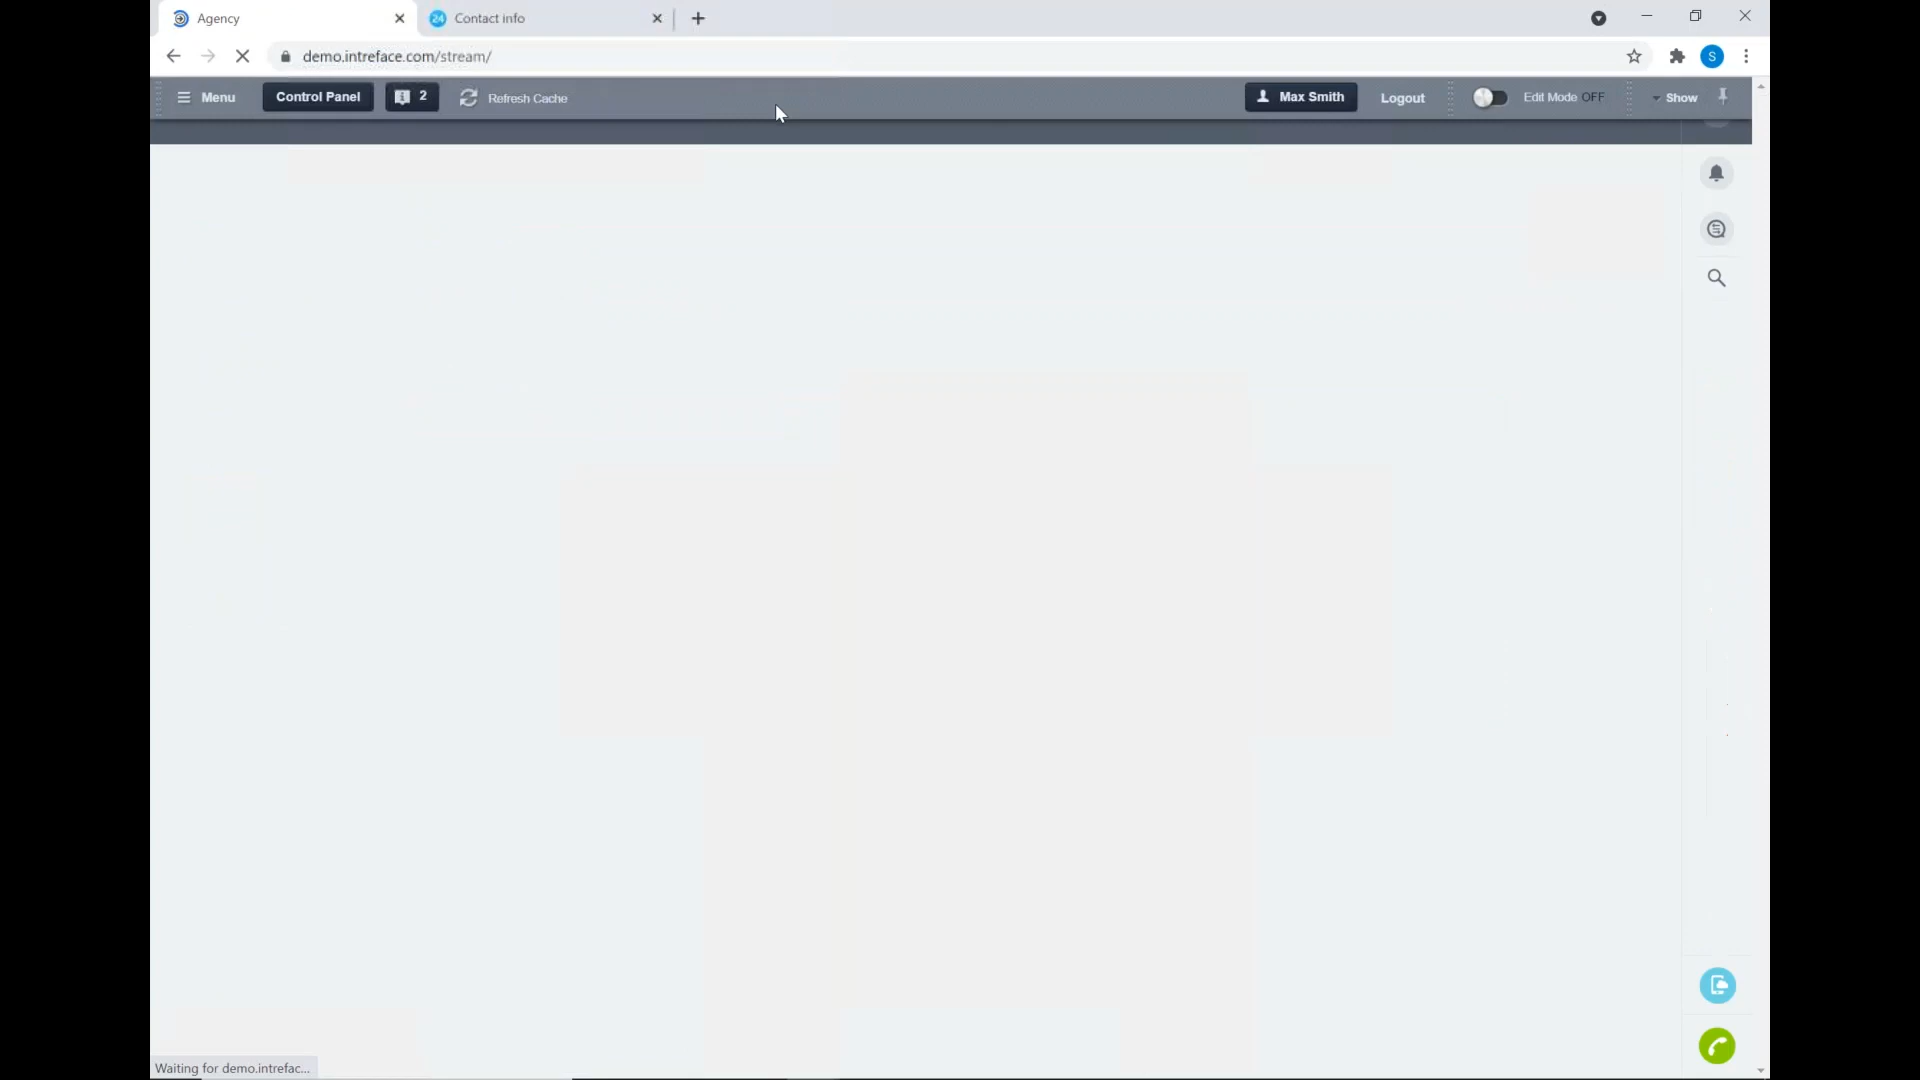 Agency
24 Contact info
demo.intreface.com/stream/
S
Menu
Control Panel
2
Refresh Cache
Max Smith
Logout
Edit Mode OFF
Show
Waiting for demo.intrefac...